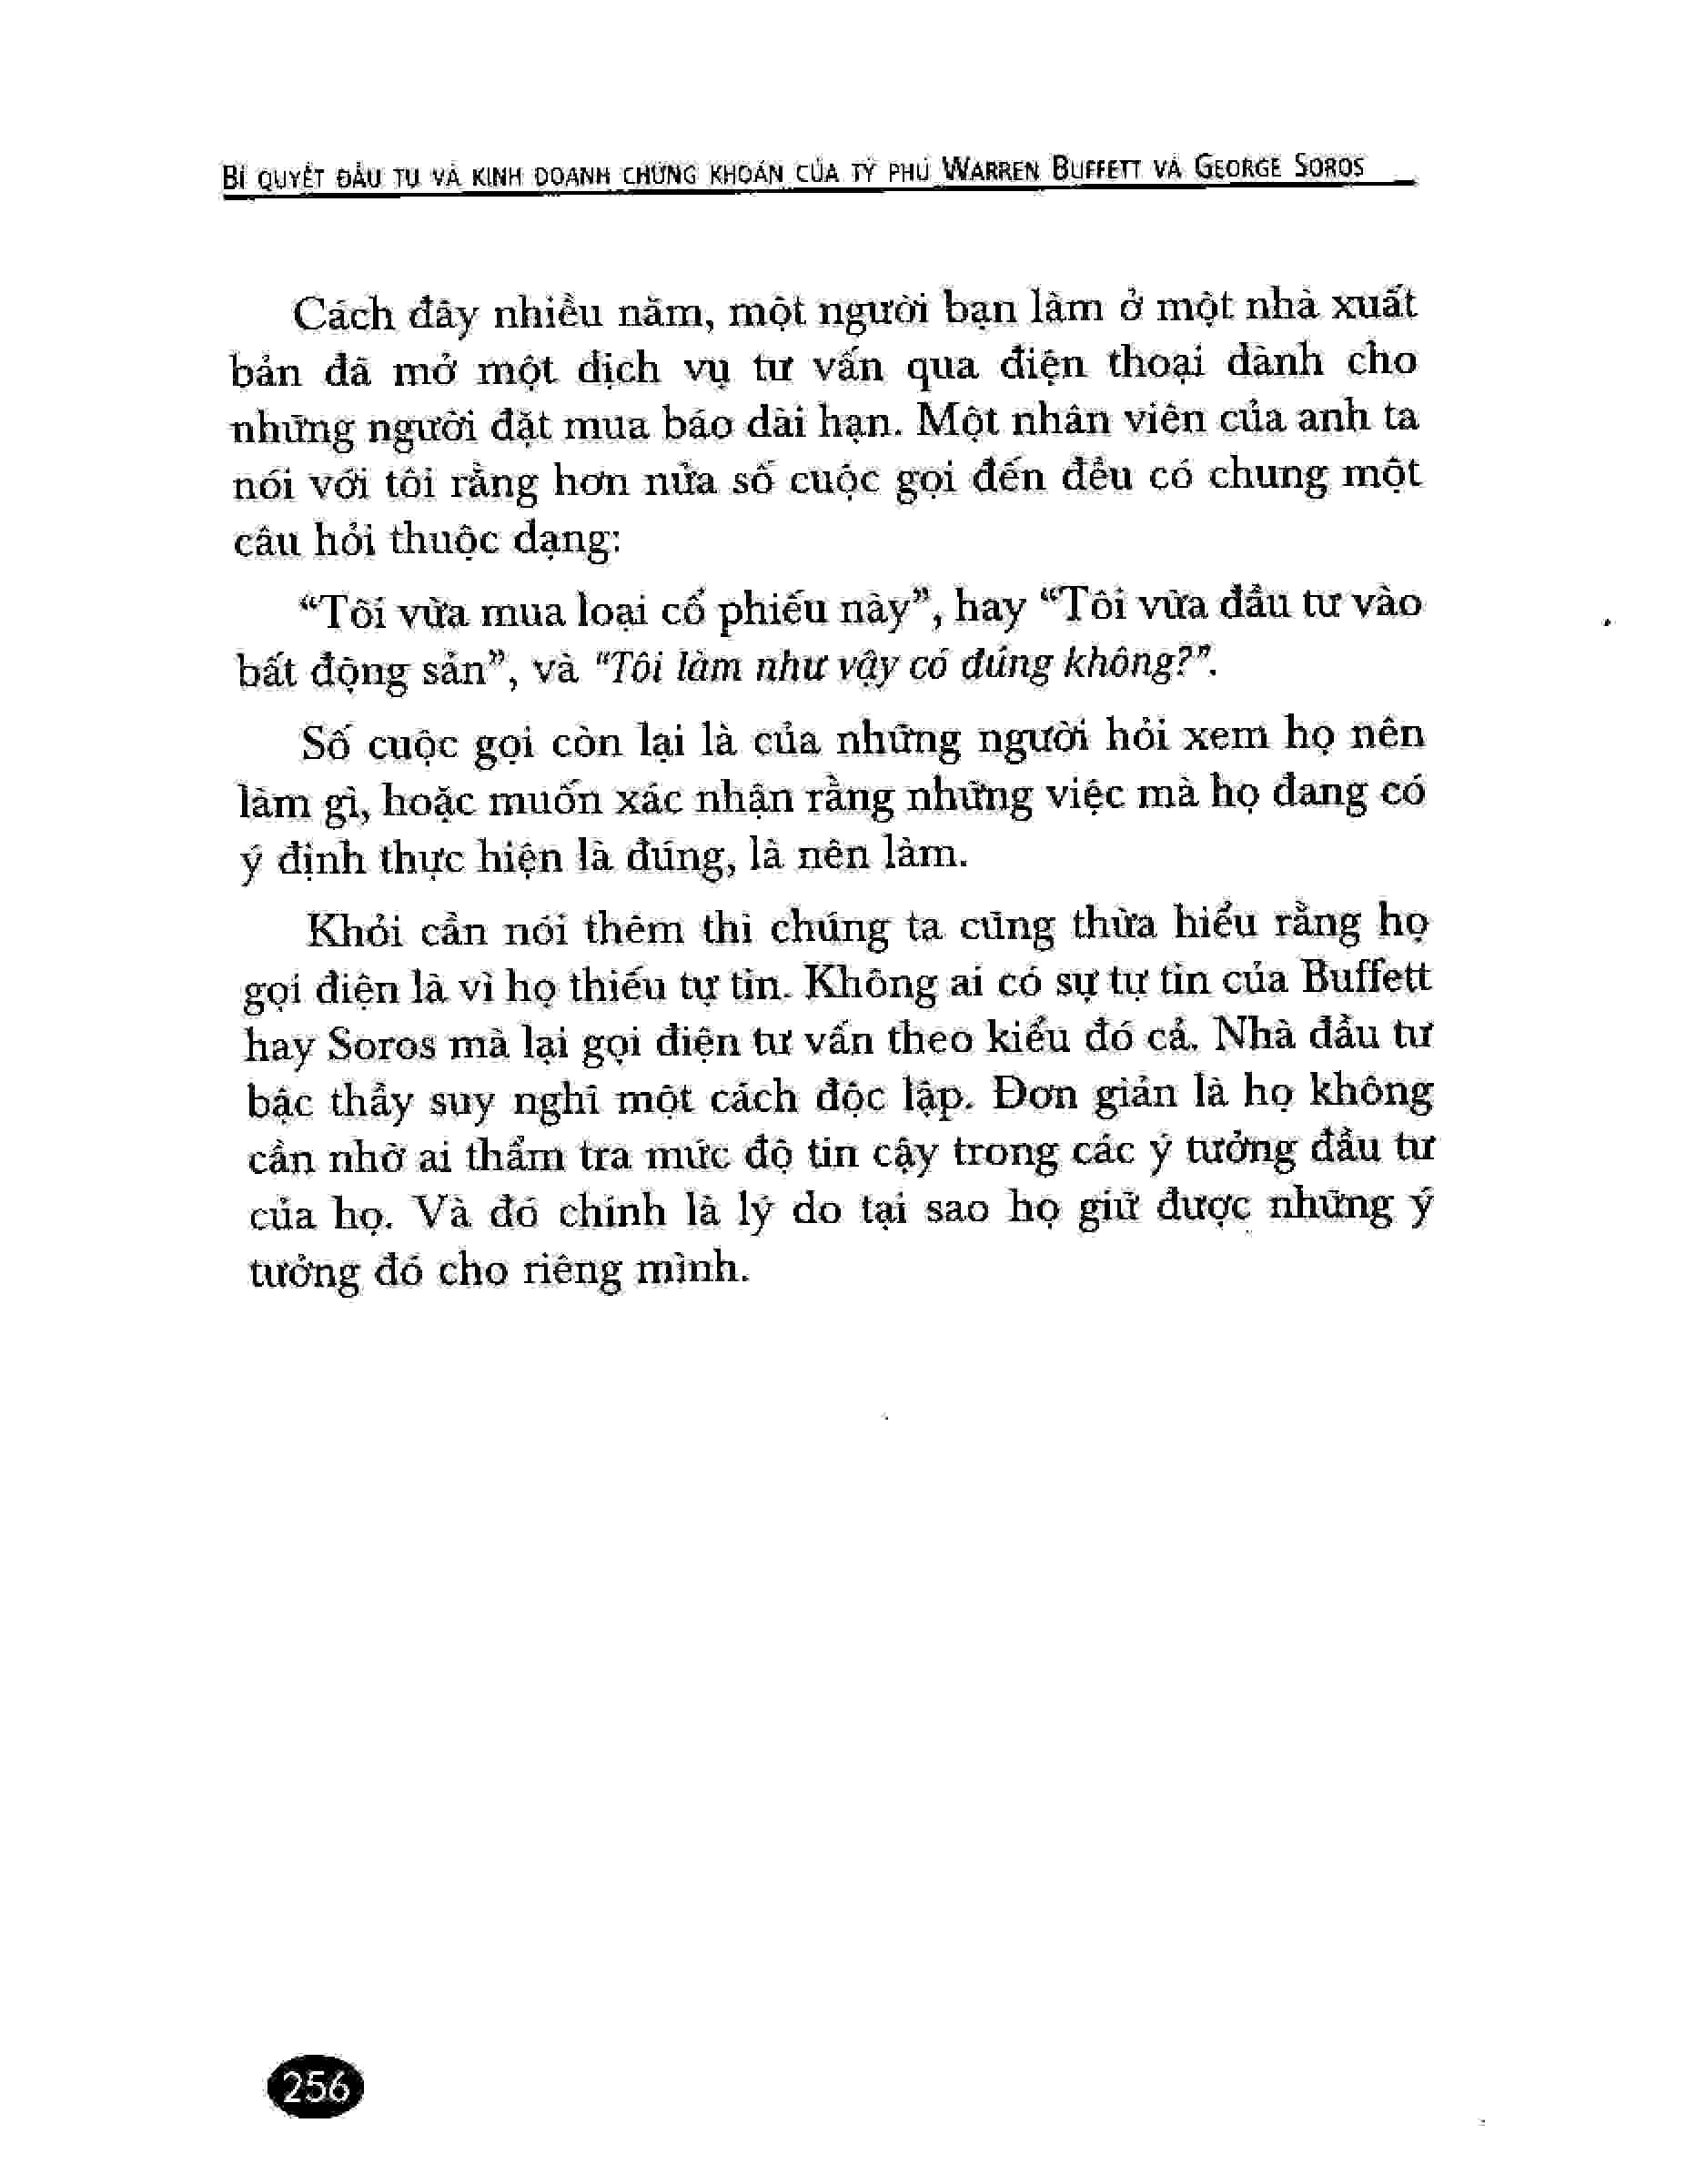 BÍ QUYẾT ĐẦU TƯ VÀ KINH DOANH CHỨNG KHOÁN CỦA TỶ PHÚ WARREN BUFFETT VÀ GEORGE SOROS
Cách đây nhiều năm, một người bạn làm ở một nhà xuất
bản đã mở một dịch vụ tư vấn qua điện thoại dành cho
những người đặt mua báo dài hạn. Một nhân viên của anh ta
nói với tôi rằng hơn nửa số cuộc gọi đến đều có chung một
câu hỏi thuộc dạng:
“Tôi vừa mua loại cổ phiếu này”, hay “Tôi vừa đầu tư vào
bất động sản”, và “Tôi làm như vậy có đúng không?”.
Số cuộc gọi còn lại là của những người hỏi xem họ nên
làm gì, hoặc muốn xác nhận rằng những việc mà họ đang có
ý định thực hiện là đúng, là nên làm.
Khỏi cần nói thêm thì chúng ta cũng thừa hiểu rằng họ
gọi điện là vì họ thiếu tự tin. Không ai có sự tự tin của Buffett
hay Soros mà lại gọi điện tư vấn theo kiểu đó cả. Nhà đầu tư
bậc thầy suy nghĩ một cách độc lập. Đơn giản là họ không
cần nhờ ai thẩm tra mức độ tin cậy trong các ý tưởng đầu tư
của họ. Và đó chính là lý do tại sao họ giữ được những ý
tưởng đó cho riêng mình.
256